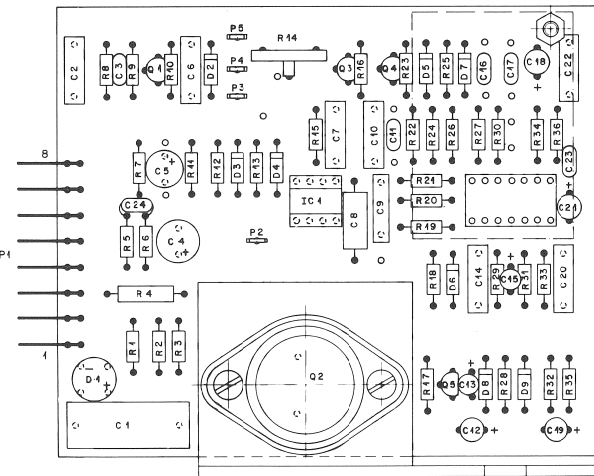 P5
R14
C2
R8
C3
R9
Q1
R10
C6
D2
P4
P3
R16
Q3
Q4
R23
D5
R25
D7
C16
C17
C18
C22
R15
C7
C10
C11
R22
R24
R26
R27
R30
R34
R36
C23
8
R7
C5
R11
R12
D3
R13
D4
IC1
C8
C9
R21
R20
R19
C21
C24
R5
R6
C4
P2
P1
R4
R18
D6
C14
R29
C15
R31
R33
C20
1
R1
R2
R3
D1
Q2
R17
Q5
C13
D8
R28
D9
R32
R35
C1
C12
C19